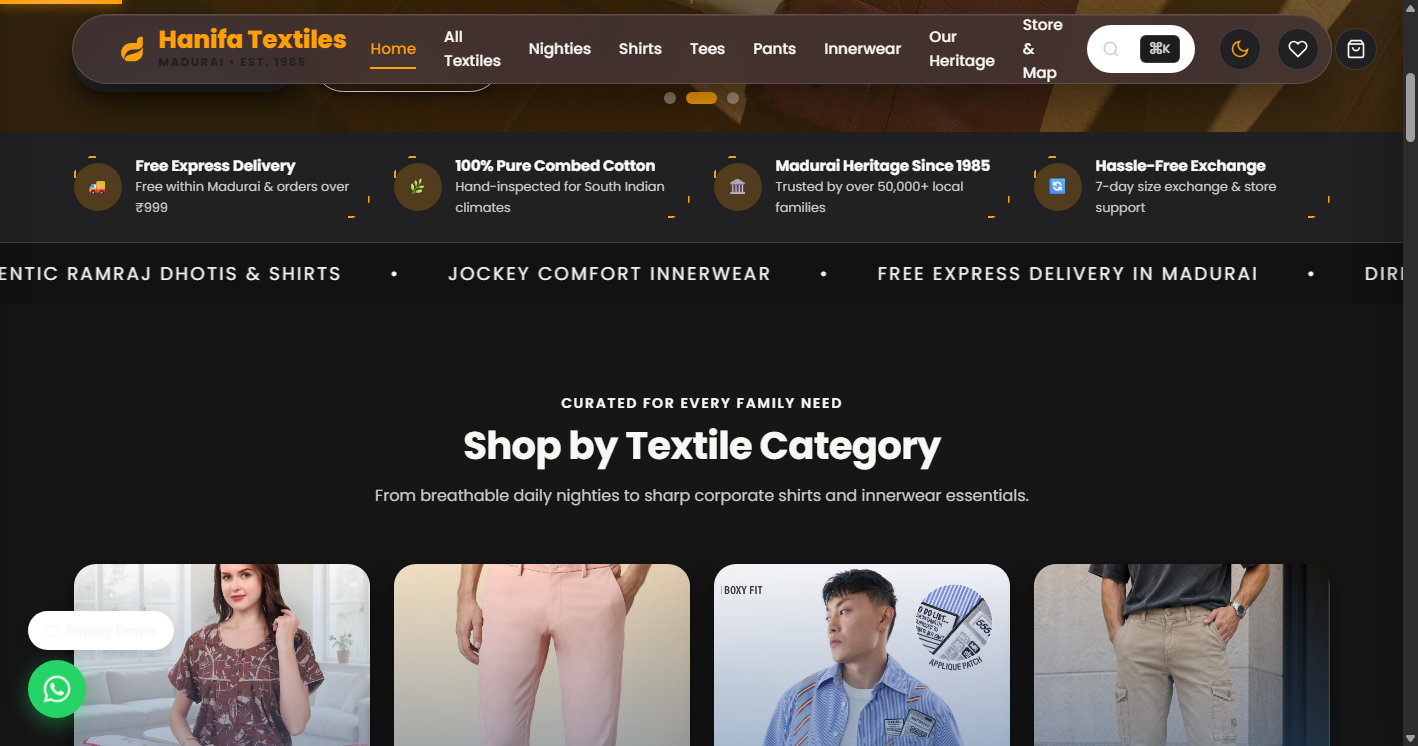 Hanifa Textiles
MADURAI • EST. 1985
Home
All
Textiles
Nighties
Shirts
Tees
Pants
Innerwear
Our
Heritage
Store
&
Map
⌘K
Free Express Delivery
Free within Madurai & orders over
₹999
100% Pure Combed Cotton
Hand-inspected for South Indian
climates
Madurai Heritage Since 1985
Trusted by over 50,000+ local
families
Hassle-Free Exchange
7-day size exchange & store
support
ENTIC RAMRAJ DHOTIS & SHIRTS • JOCKEY COMFORT INNERWEAR • FREE EXPRESS DELIVERY IN MADURAI •
CURATED FOR EVERY FAMILY NEED
Shop by Textile Category
From breathable daily nighties to sharp corporate shirts and innerwear essentials.
BOXY FIT
APPLIQUE PATCH
Replay Drape